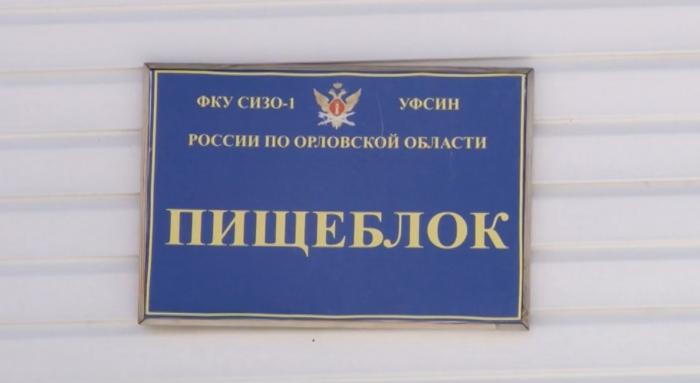 ФКУ СИЗО-1 УФСИН
РОССИИ ПО ОРЛОВСКОЙ ОБЛАСТИ
ПИЩЕБЛОК